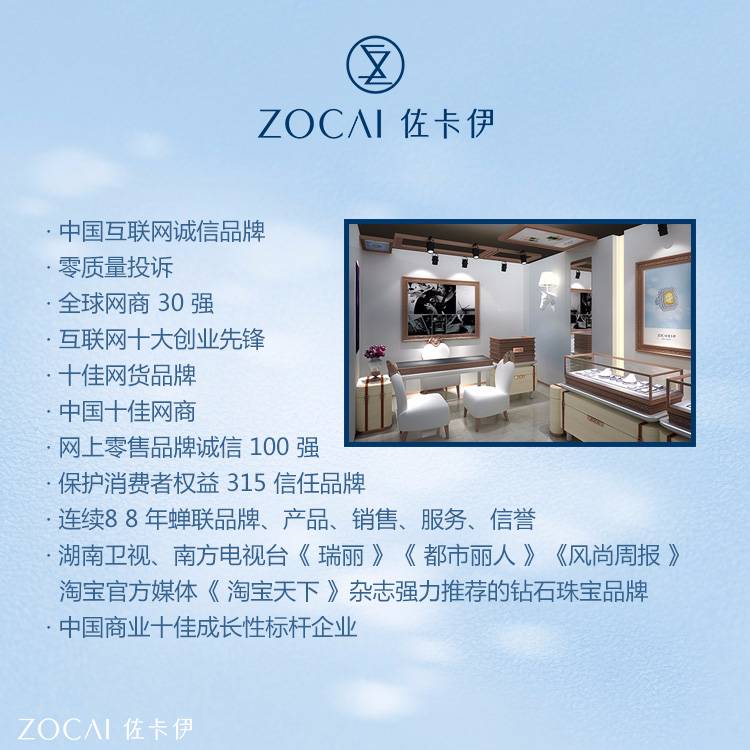 ZOCAI 佐卡伊
· 中国互联网诚信品牌
· 零质量投诉
· 全球网商 30 强
· 互联网十大创业先锋
· 十佳网货品牌
· 中国十佳网商
· 网上零售品牌诚信 100 强
· 保护消费者权益 315 信任品牌
· 连续8 8 年蝉联品牌、产品、销售、服务、信誉
· 湖南卫视、南方电视台《 瑞丽 》《 都市丽人 》《风尚周报 》
淘宝官方媒体《 淘宝天下 》杂志强力推荐的钻石珠宝品牌
· 中国商业十佳成长性标杆企业
ZOCAI 佐卡伊